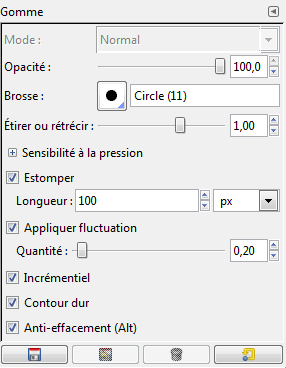 Gomme
Mode : Normal
Opacité : 100,0
Brosse : Circle (11)
Étirer ou rétrécir : 1,00
Sensibilité à la pression
Estomper
Longueur : 100 px
Appliquer fluctuation
Quantité : 0,20
Incrémentiel
Contour dur
Anti-effacement (Alt)